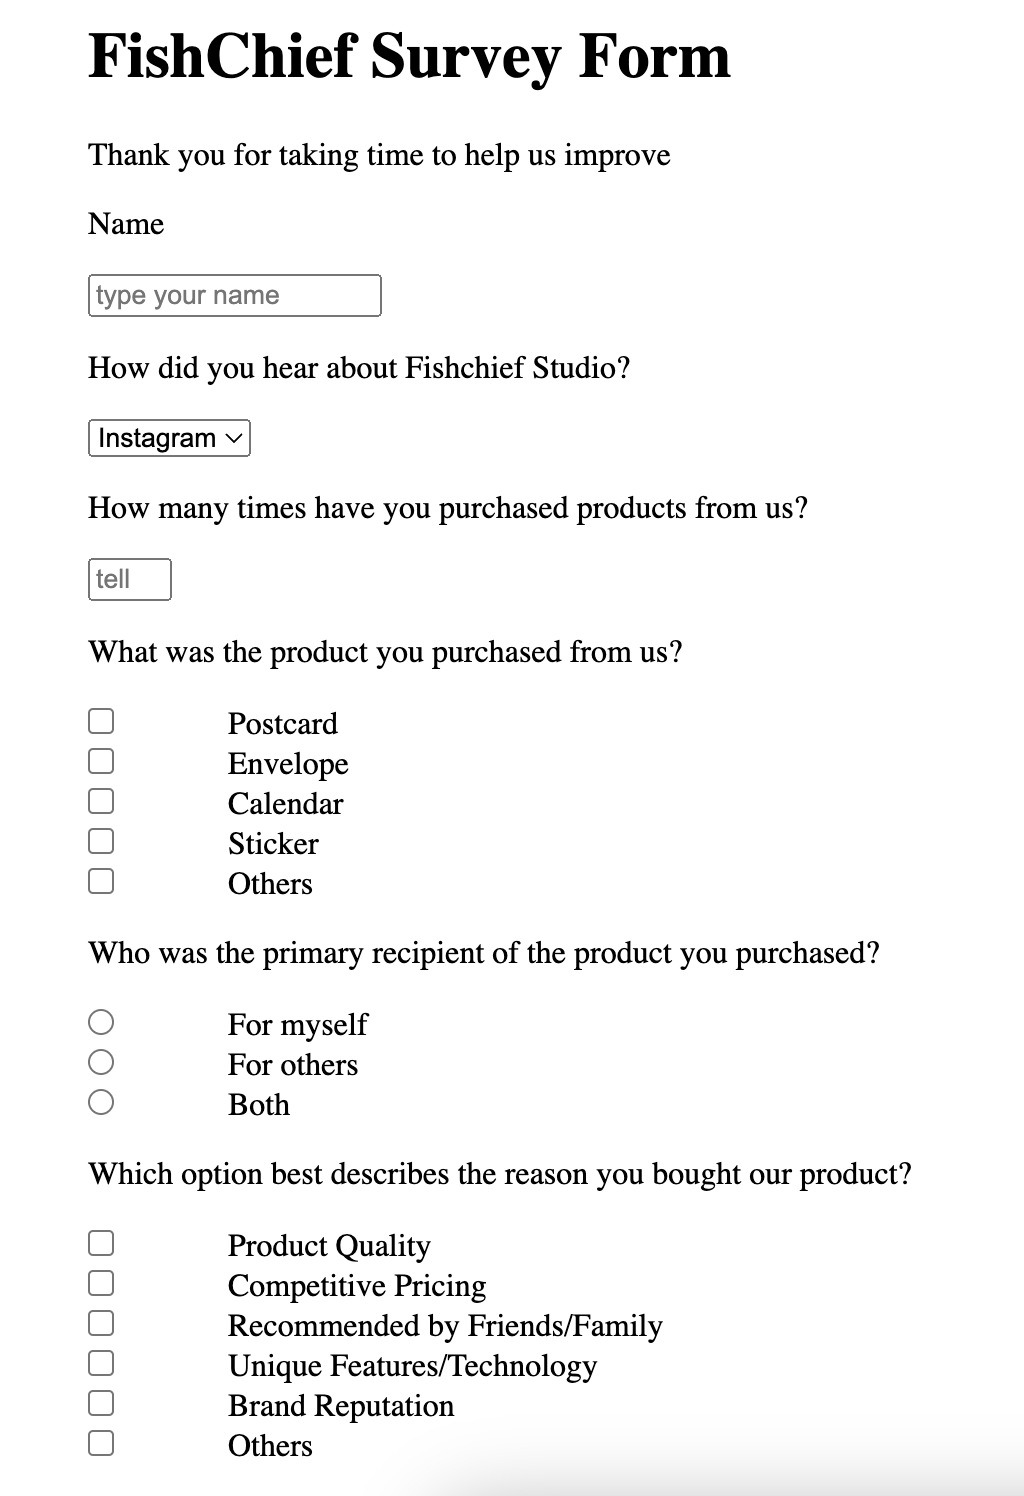 FishChief Survey Form
Thank you for taking time to help us improve
Name
type your name
How did you hear about Fishchief Studio?
Instagram
How many times have you purchased products from us?
tell
What was the product you purchased from us?
Postcard
Envelope
Calendar
Sticker
Others
Who was the primary recipient of the product you purchased?
For myself
For others
Both
Which option best describes the reason you bought our product?
Product Quality
Competitive Pricing
Recommended by Friends/Family
Unique Features/Technology
Brand Reputation
Others